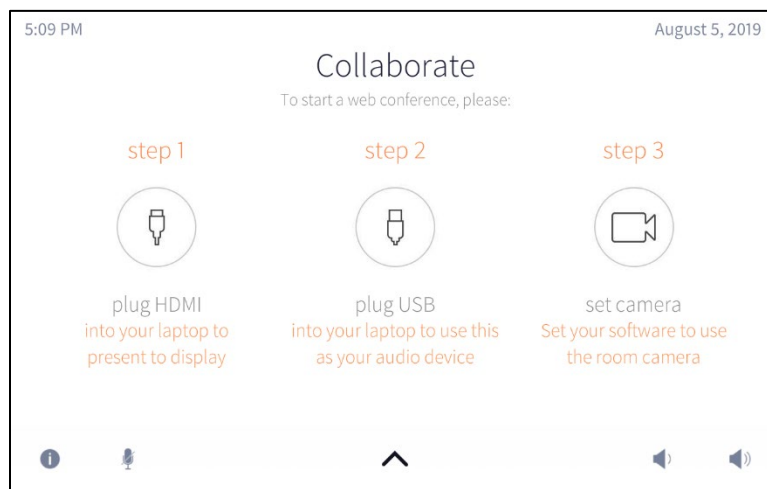 5:09 PM
August 5, 2019
Collaborate
To start a web conference, please:
step 1
step 2
step 3
plug HDMI
into your laptop to
present to display
plug USB
into your laptop to use this
as your audio device
set camera
Set your software to use
the room camera